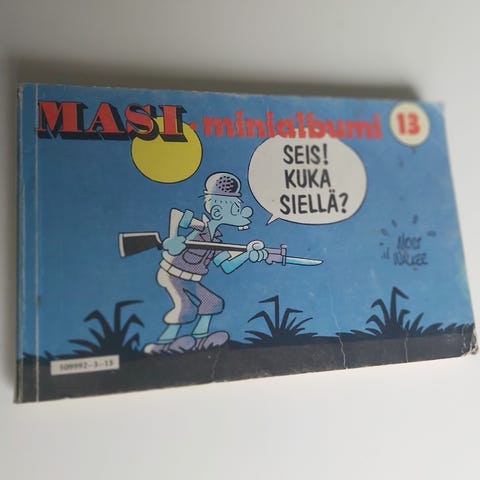 MASI-minialbumi 13
SEIS!
KUKA
SIELLÄ?
MORT
WALKER
509992-3-13